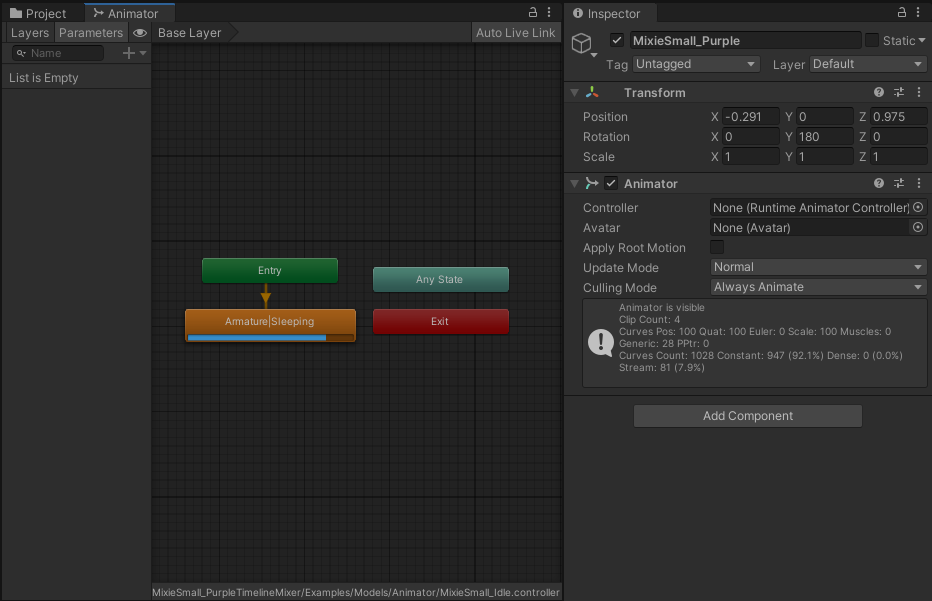 Project
Animator
Layers
Parameters
Base Layer
Auto Live Link
Name
List is Empty
Entry
Any State
Armature|Sleeping
Exit
MixieSmall_PurpleTimelineMixer/Examples/Models/Animator/MixieSmall_Idle.controller
Inspector
MixieSmall_Purple
Static
Tag Untagged
Layer Default
Transform
Position X -0.291 Y 0 Z 0.975
Rotation X 0 Y 180 Z 0
Scale X 1 Y 1 Z 1
Animator
Controller None (Runtime Animator Controller)
Avatar None (Avatar)
Apply Root Motion
Update Mode Normal
Culling Mode Always Animate
Animator is visible
Clip Count: 4
Curves Pos: 100 Quat: 100 Euler: 0 Scale: 100 Muscles: 0
Generic: 28 PPtr: 0
Curves Count: 1028 Constant: 947 (92.1%) Dense: 0 (0.0%)
Stream: 81 (7.9%)
Add Component